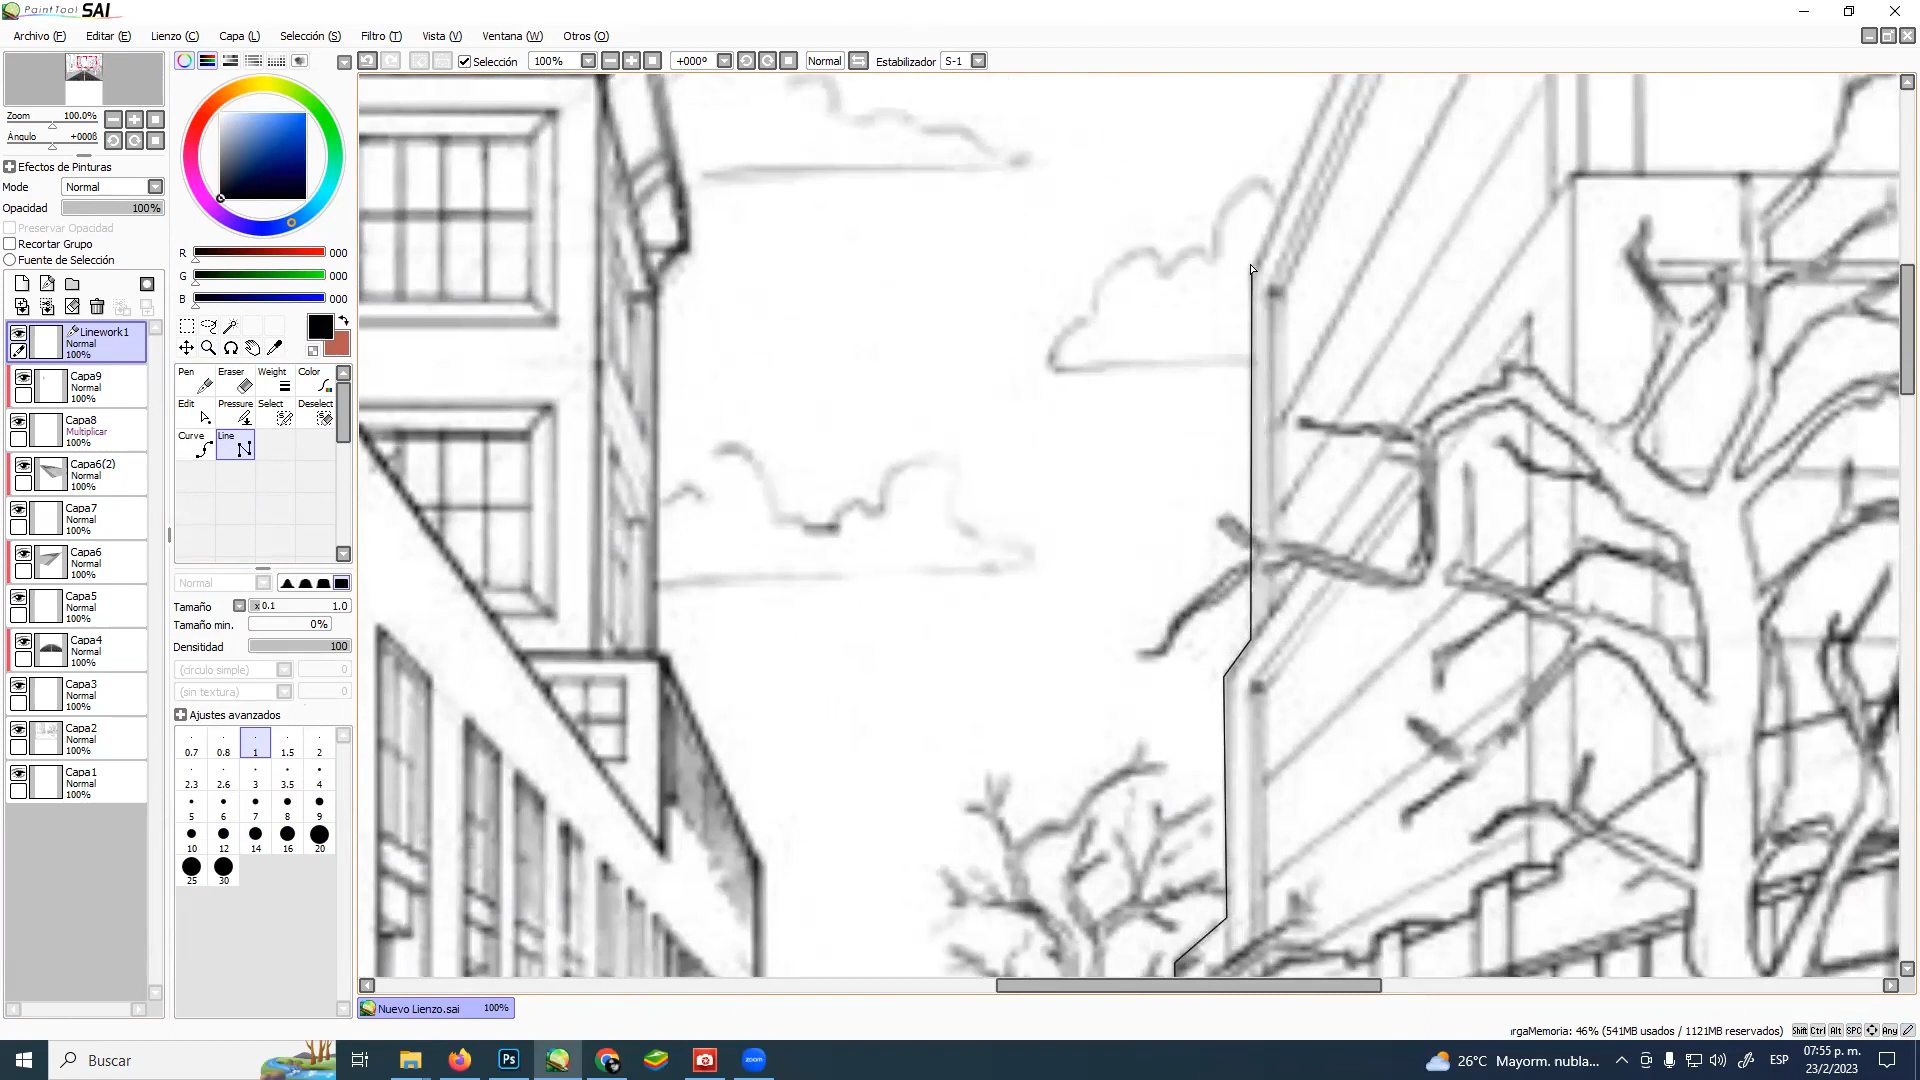 PaintTool SAI
Archivo (F) Editar (E) Lienzo (C) Capa (L) Selección (S) Filtro (T) Vista (V) Ventana (W) Otros (O)
Selección 100% +000º Normal Estabilizador S-1
Zoom 100.0%
Ángulo +000ß
Efectos de Pinturas
Mode Normal
Opacidad 100%
Preservar Opacidad
Recortar Grupo
Fuente de Selección
Linework1
Normal
100%
Capa9
Normal
100%
Capa8
Multiplicar
100%
Capa6(2)
Normal
100%
Capa7
Normal
100%
Capa6
Normal
100%
Capa5
Normal
100%
Capa4
Normal
100%
Capa3
Normal
100%
Capa2
Normal
100%
Capa1
Normal
100%
R 000
G 000
B 000
Pen Eraser Weight Color
Edit Pressure Select Deselect
Curve Line
Normal
Tamaño x 0.1 1.0
Tamaño min. 0%
Densitidad 100
(círculo simple) 0
(sin textura) 0
Ajustes avanzados
0.7 0.8 1 1.5 2
2.3 2.6 3 3.5 4
5 6 7 8 9
10 12 14 16 20
25 30
Nuevo Lienzo.sai 100%
rgaMemoria: 46% (541MB usados / 1121MB reservados) Shift Ctrl Alt SPC Any
Buscar
Ps
zoom
26°C Mayorm. nubla...
ESP
07:55 p. m.
23/2/2023